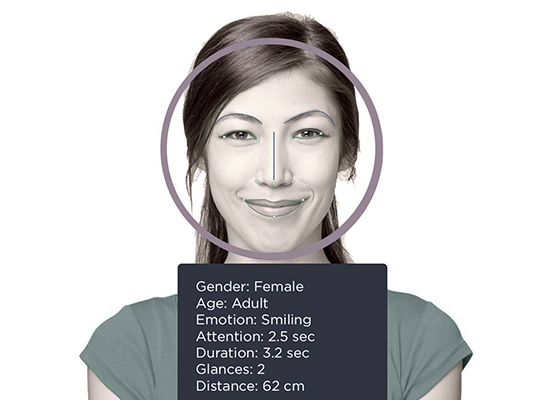 Gender: Female
Age: Adult
Emotion: Smiling
Attention: 2.5 sec
Duration: 3.2 sec
Glances: 2
Distance: 62 cm